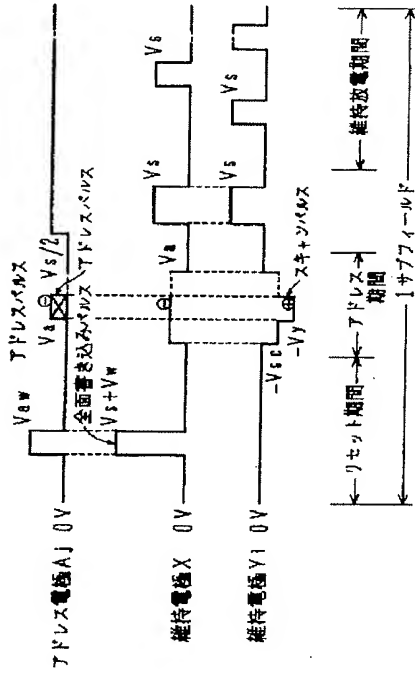 アドレス電極Aj 0V
Vaw
アドレスパルス
Va
Vs/2
アドレスパルス
全面書き込みパルス
Vs+Vw
維持電極X 0V
Va
Vs
Vs
維持電極Yi 0V
-Vsc
-Vy
スキャンパルス
Vs
Vs
リセット期間
アドレス期間
維持放電期間
1サブフィールド